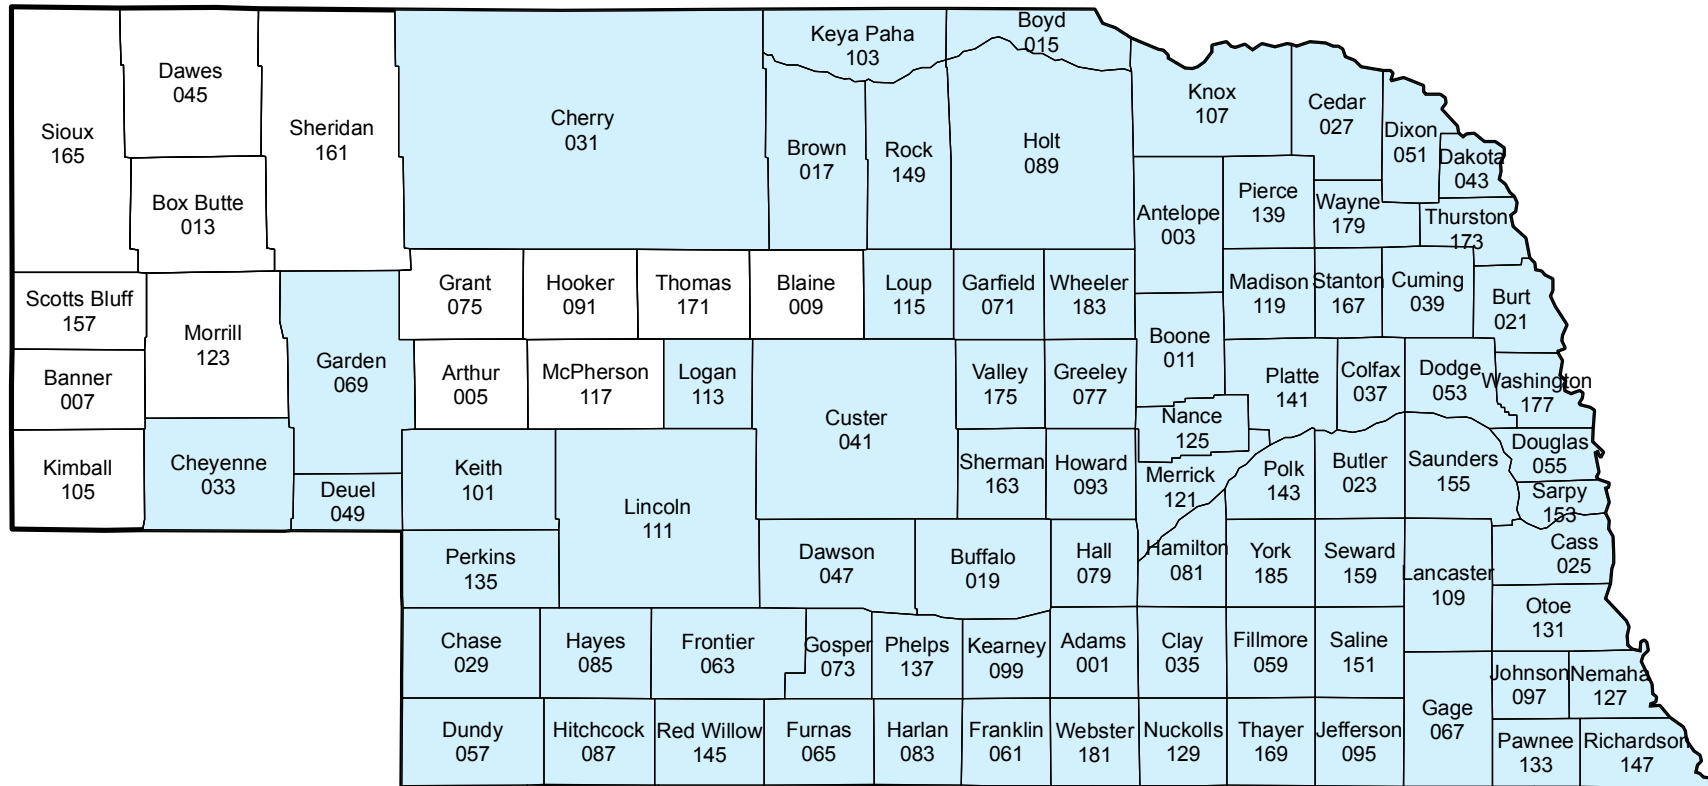 Boyd
015
Keya Paha
103
Dawes
045
Knox
107
Cedar
027
Cherry
031
Sioux
165
Sheridan
161
Dixon
051
Holt
089
Brown
017
Rock
149
Dakota
043
Box Butte
013
Pierce
139
Wayne
179
Antelope
003
Thurston
173
Grant
075
Hooker
091
Thomas
171
Blaine
009
Loup
115
Garfield
071
Wheeler
183
Madison
119
Stanton
167
Cuming
039
Burt
021
Scotts Bluff
157
Morrill
123
Garden
069
Boone
011
Banner
007
Arthur
005
McPherson
117
Logan
113
Valley
175
Greeley
077
Platte
141
Colfax
037
Dodge
053
Washington
177
Custer
041
Nance
125
Douglas
055
Kimball
105
Cheyenne
033
Deuel
049
Keith
101
Sherman
163
Howard
093
Merrick
121
Polk
143
Butler
023
Saunders
155
Sarpy
153
Lincoln
111
Perkins
135
Dawson
047
Buffalo
019
Hall
079
Hamilton
081
York
185
Seward
159
Lancaster
109
Cass
025
Otoe
131
Chase
029
Hayes
085
Frontier
063
Gosper
073
Phelps
137
Kearney
099
Adams
001
Clay
035
Fillmore
059
Saline
151
Johnson
097
Nemaha
127
Dundy
057
Hitchcock
087
Red Willow
145
Furnas
065
Harlan
083
Franklin
061
Webster
181
Nuckolls
129
Thayer
169
Jefferson
095
Gage
067
Pawnee
133
Richardson
147